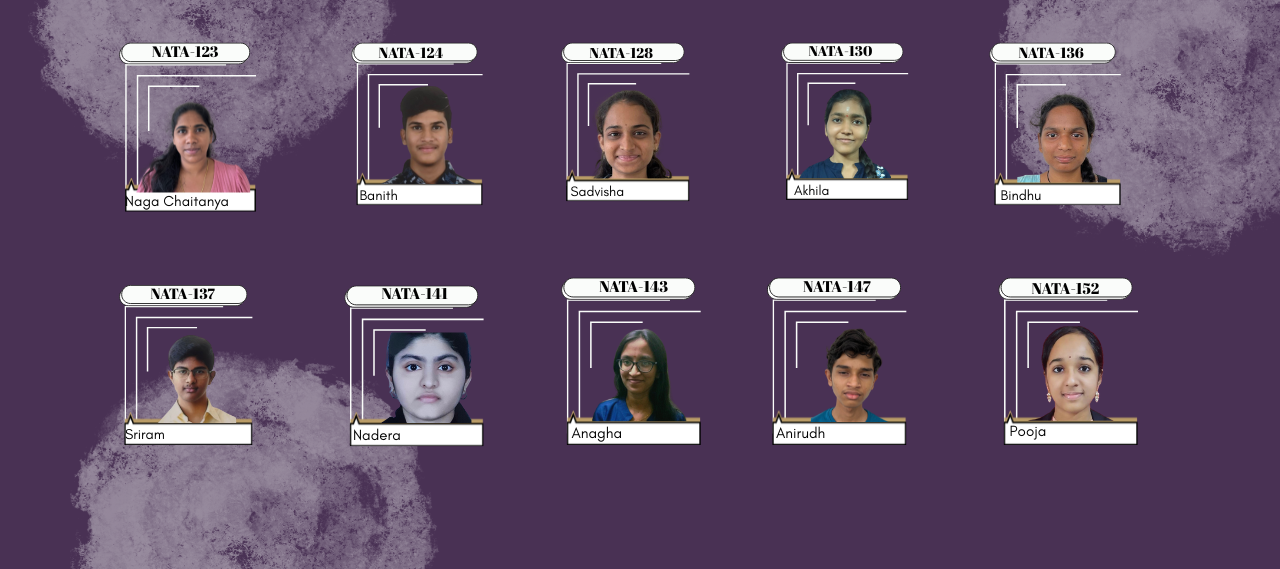 NATA-123
NATA-124
NATA-128
NATA-130
NATA-136
Naga Chaitanya
Banith
Sadvisha
Akhila
Bindhu
NATA-137
NATA-141
NATA-143
NATA-147
NATA-152
Sriram
Nadera
Anagha
Anirudh
Pooja